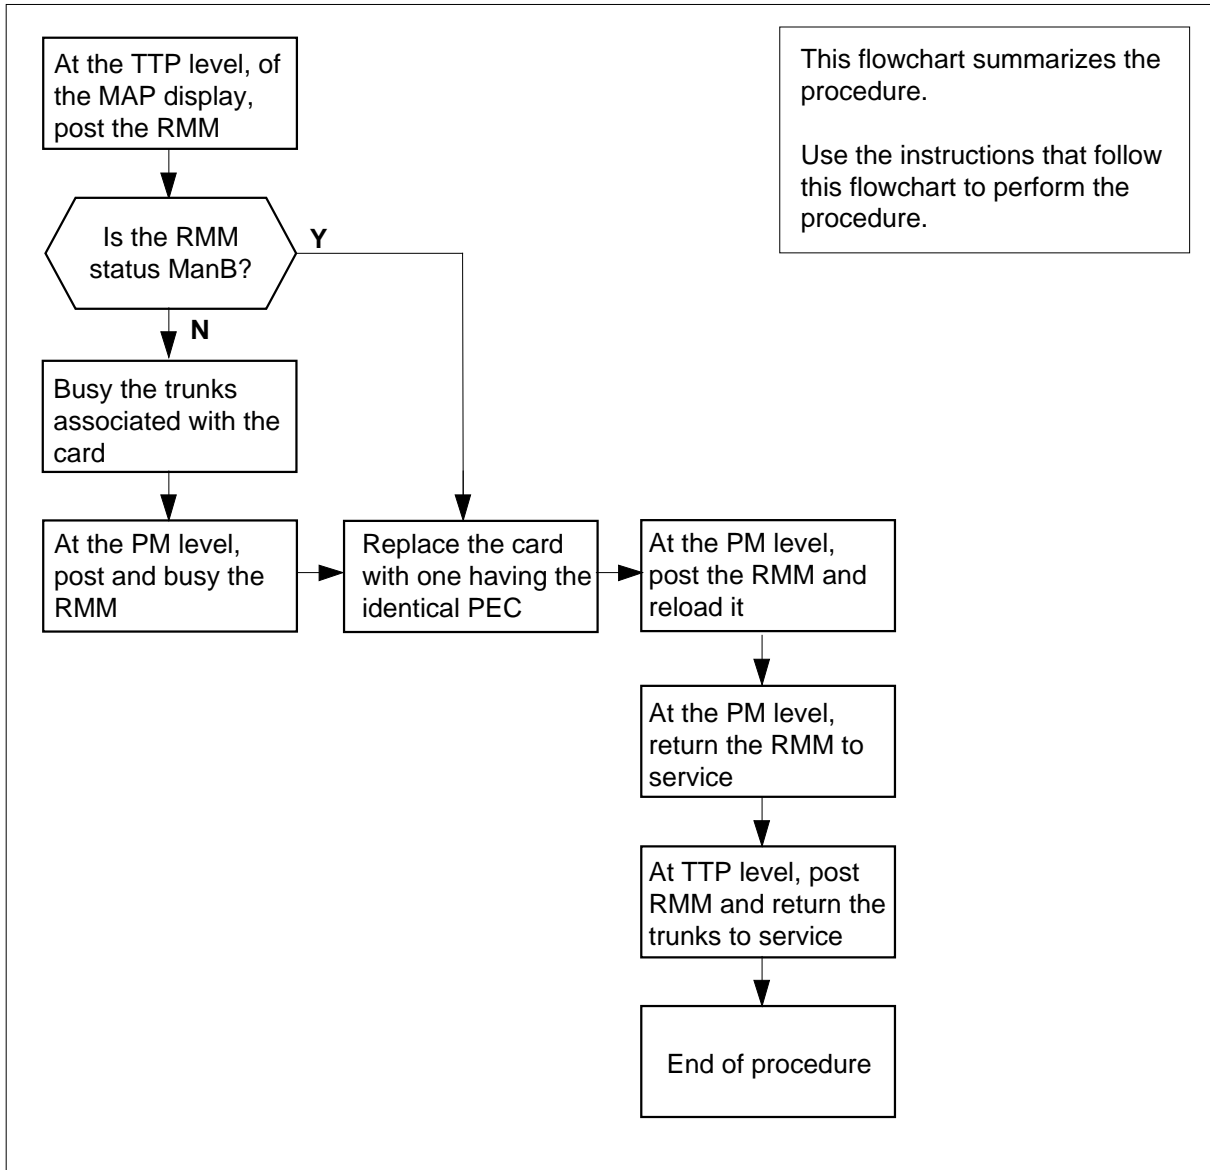 At the TTP level, of
the MAP display,
post the RMM
This flowchart summarizes the
procedure.
Use the instructions that follow
this flowchart to perform the
procedure.
Is the RMM
status ManB?
Y
N
Busy the trunks
associated with the
card
At the PM level,
post and busy the
RMM
Replace the card
with one having the
identical PEC
At the PM level,
post the RMM and
reload it
At the PM level,
return the RMM to
service
At TTP level, post
RMM and return the
trunks to service
End of procedure